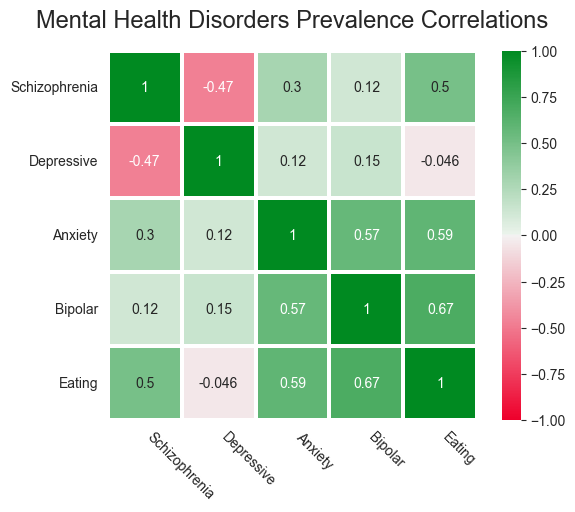 Mental Health Disorders Prevalence Correlations
Schizophrenia 1 -0.47 0.3 0.12 0.5
Depressive -0.47 1 0.12 0.15 -0.046
Anxiety 0.3 0.12 1 0.57 0.59
Bipolar 0.12 0.15 0.57 1 0.67
Eating 0.5 -0.046 0.59 0.67 1
Schizophrenia Depressive Anxiety Bipolar Eating
1.00
0.75
0.50
0.25
0.00
−0.25
−0.50
−0.75
−1.00